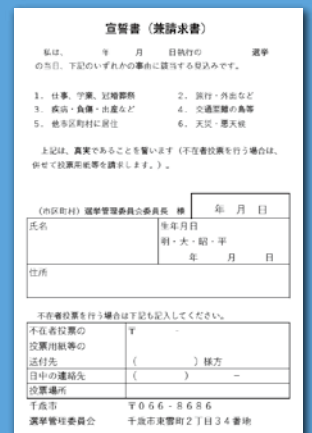 宣誓書（兼請求書）
私は、　　年　　月　　日執行の　　　　選挙
の当日、下記のいずれかの事由に該当する見込みです。
1. 仕事、学業、冠婚葬祭　　2. 旅行・外出など
3. 疾病・負傷・出産など　　4. 交通至難の島等
5. 他市区町村に居住　　6. 天災・悪天候
上記は、真実であることを誓います（不在者投票を行う場合は、
併せて投票用紙等を請求します。）。
年　月　日
（市区町村）選挙管理委員会委員長　様
氏名　　生年月日
明・大・昭・平
年　　月　　日
住所
不在者投票を行う場合は下記も記入してください。
不在者投票の　　〒　　-
投票用紙等の
送付先　　（　　　　　）様方
日中の連絡先　　（　　　　）　　－
投票場所
千歳市　　〒066-8686
選挙管理委員会　　千歳市東雲町2丁目34番地